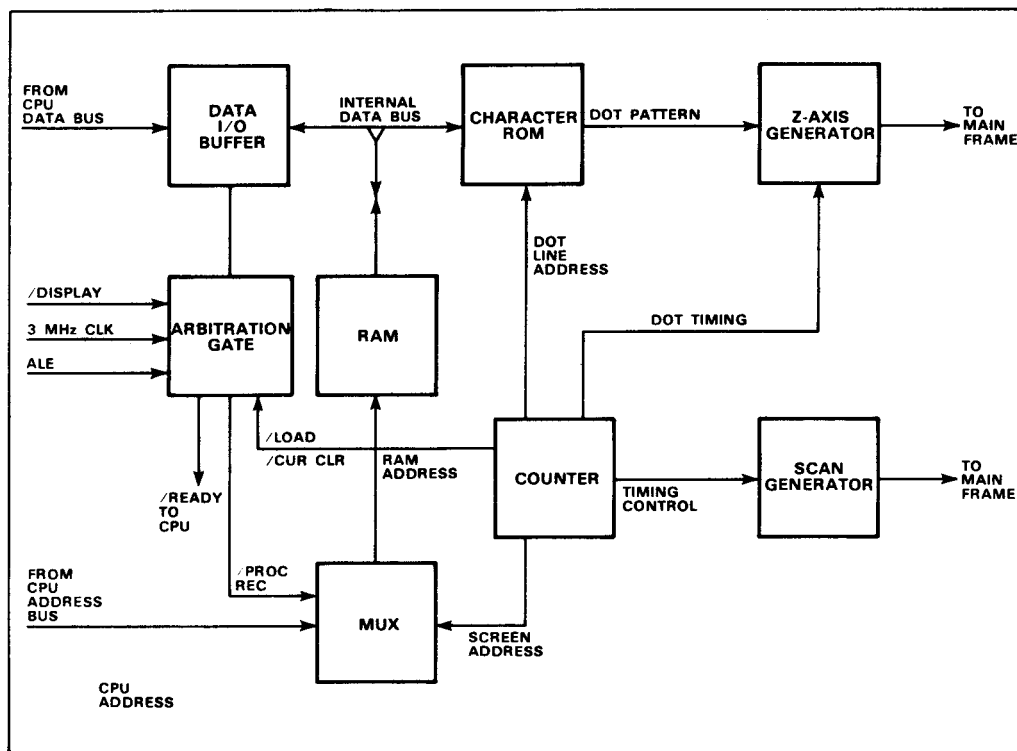 FROM
CPU
DATA BUS
DATA
I/O
BUFFER
INTERNAL
DATA BUS
CHARACTER
ROM
DOT PATTERN
Z-AXIS
GENERATOR
TO
MAIN
FRAME
DOT
LINE
ADDRESS
/DISPLAY
3 MHz CLK
ALE
ARBITRATION
GATE
RAM
DOT TIMING
/LOAD
/CUR CLR
RAM
ADDRESS
COUNTER
TIMING
CONTROL
SCAN
GENERATOR
TO
MAIN
FRAME
/READY
TO
CPU
FROM
CPU
ADDRESS
BUS
/PROC
REC
MUX
SCREEN
ADDRESS
CPU
ADDRESS